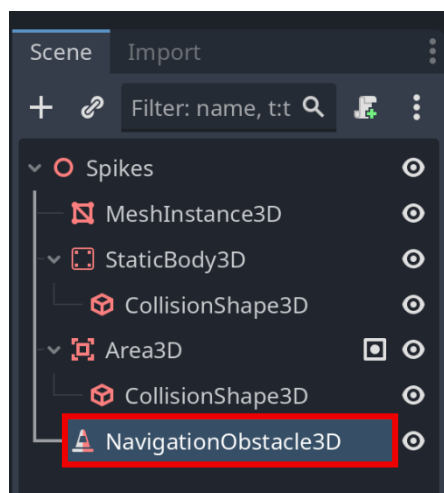 Scene Import
Filter: name, t:t
Spikes
MeshInstance3D
StaticBody3D
CollisionShape3D
Area3D
CollisionShape3D
NavigationObstacle3D